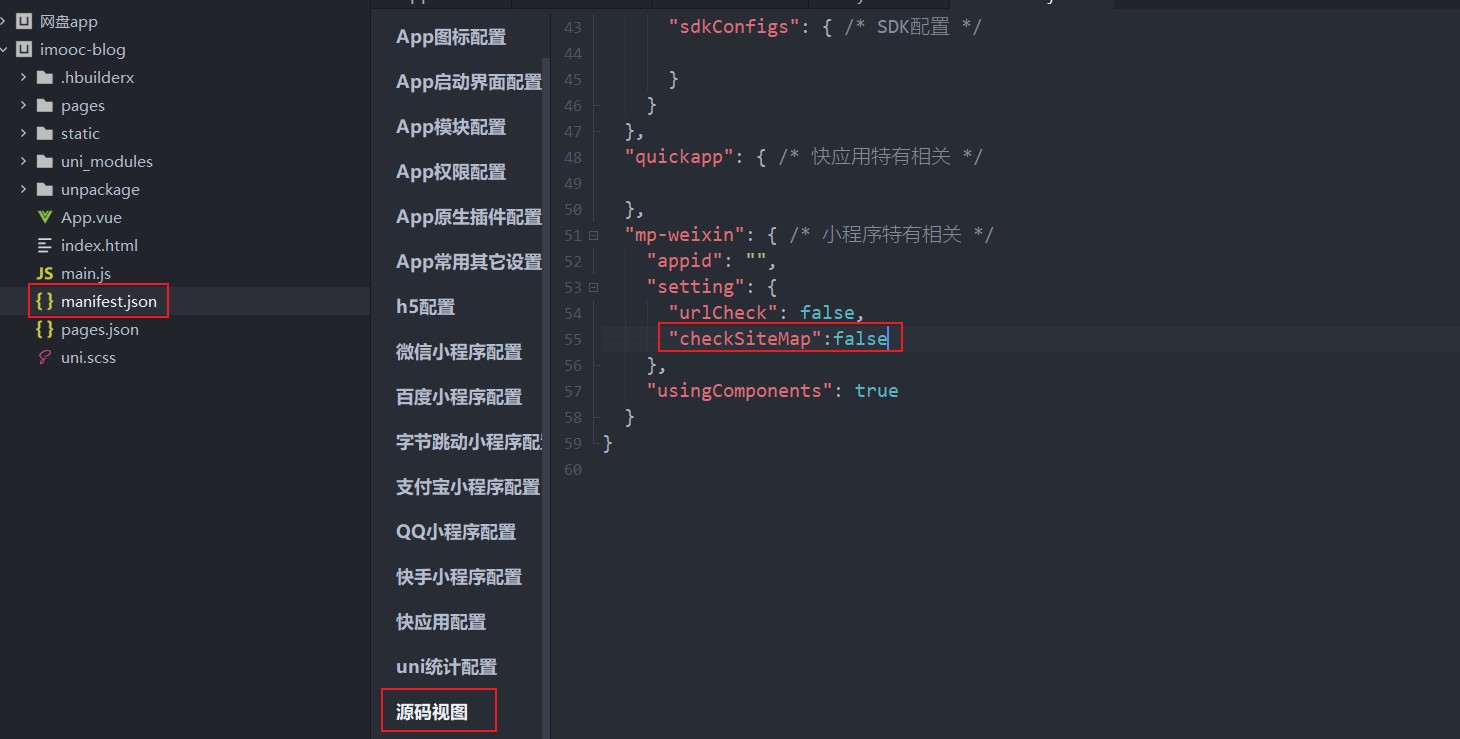 网盘app
imooc-blog
.hbuilderx
pages
static
uni_modules
unpackage
App.vue
index.html
JS main.js
{ } manifest.json
{ } pages.json
uni.scss
App图标配置
App启动界面配置
App模块配置
App权限配置
App原生插件配置
App常用其它设置
h5配置
微信小程序配置
百度小程序配置
字节跳动小程序配
支付宝小程序配置
QQ小程序配置
快手小程序配置
快应用配置
uni统计配置
源码视图
43 "sdkConfigs": { /* SDK配置 */
44
45 }
46 }
47 },
48 "quickapp": { /* 快应用特有相关 */
49
50 },
51 "mp-weixin": { /* 小程序特有相关 */
52 "appid": "",
53 "setting": {
54 "urlCheck": false,
55 "checkSiteMap":false
56 },
57 "usingComponents": true
58 }
59 }
60